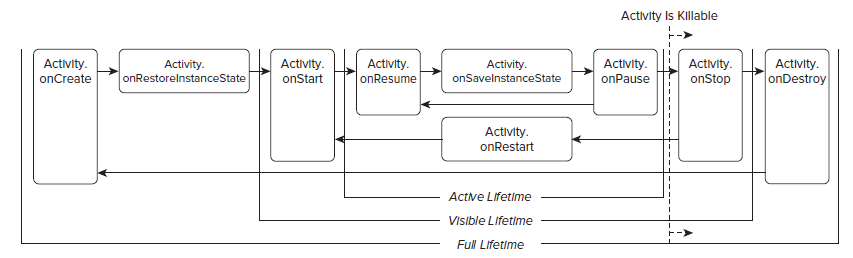 Activity Is Killable
Activity.
onCreate
Activity.
onRestoreInstanceState
Activity.
onStart
Activity.
onResume
Activity.
onSaveInstanceState
Activity.
onPause
Activity.
onStop
Activity.
onDestroy
Activity.
onRestart
Active Lifetime
Visible Lifetime
Full Lifetime